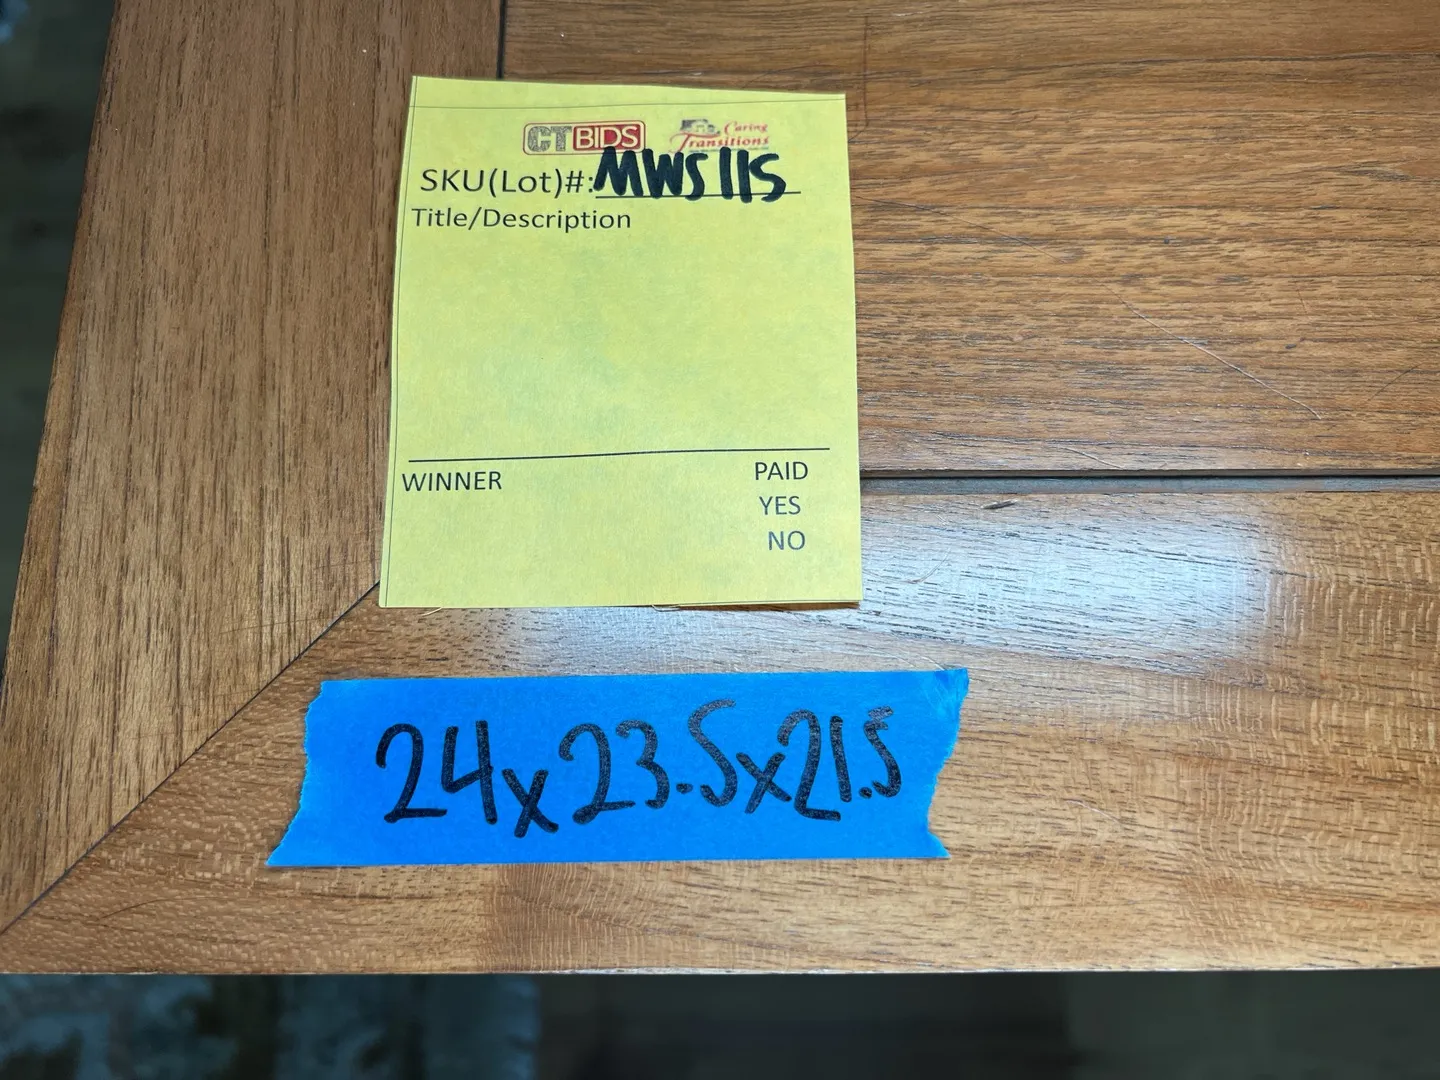 CTBIDS Caring Transitions
SKU(Lot)#: MWS115
Title/Description
WINNER PAID
YES
NO
24x23.5x21.5